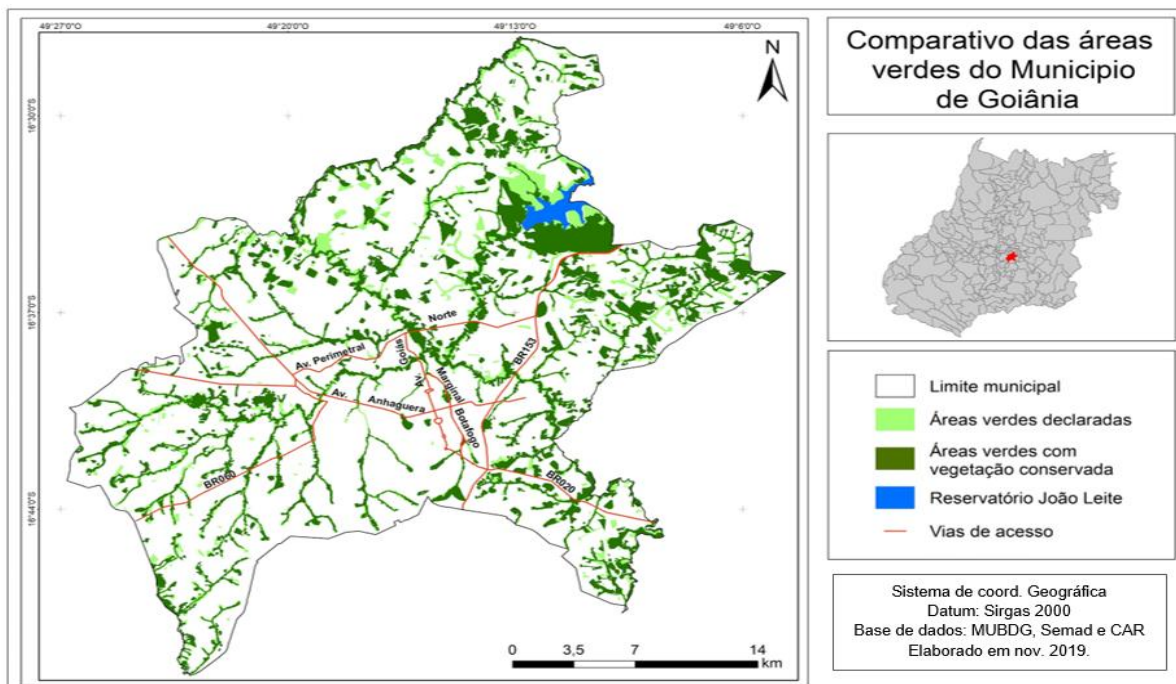 49°27'0"O
49°20'0"O
49°13'0"O
49°6'0"O
16°30'0"S
16°37'0"S
16°44'0"S
N
Norte
Av. Perimetral
Goiás
Av.
BR153
Marginal
Botafogo
Av. Anhaguera
BR060
BR020
0 3,5 7 14
km
Comparativo das áreas
verdes do Municipio
de Goiânia
Limite municipal
Áreas verdes declaradas
Áreas verdes com
vegetação conservada
Reservatório João Leite
Vias de acesso
Sistema de coord. Geográfica
Datum: Sirgas 2000
Base de dados: MUBDG, Semad e CAR
Elaborado em nov. 2019.